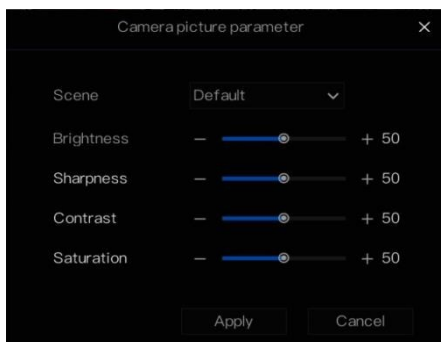 Camera picture parameter
Scene Default
Brightness — + 50
Sharpness — + 50
Contrast — + 50
Saturation — + 50
Apply Cancel